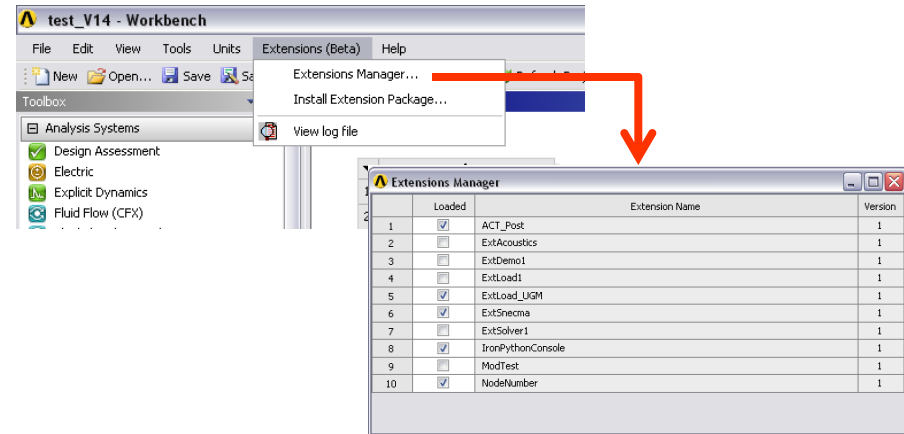 test_V14 - Workbench
File Edit View Tools Units Extensions (Beta) Help
New Open... Save
Extensions Manager...
Toolbox
Install Extension Package...
Analysis Systems
View log file
Design Assessment
Electric
Explicit Dynamics
Fluid Flow (CFX)
Extensions Manager
Loaded Extension Name Version
1 ACT_Post 1
2 ExtAcoustics 1
3 ExtDemo1 1
4 ExtLoad1 1
5 ExtLoad_UGM 1
6 ExtSnecma 1
7 ExtSolver1 1
8 IronPythonConsole 1
9 ModTest 1
10 NodeNumber 1